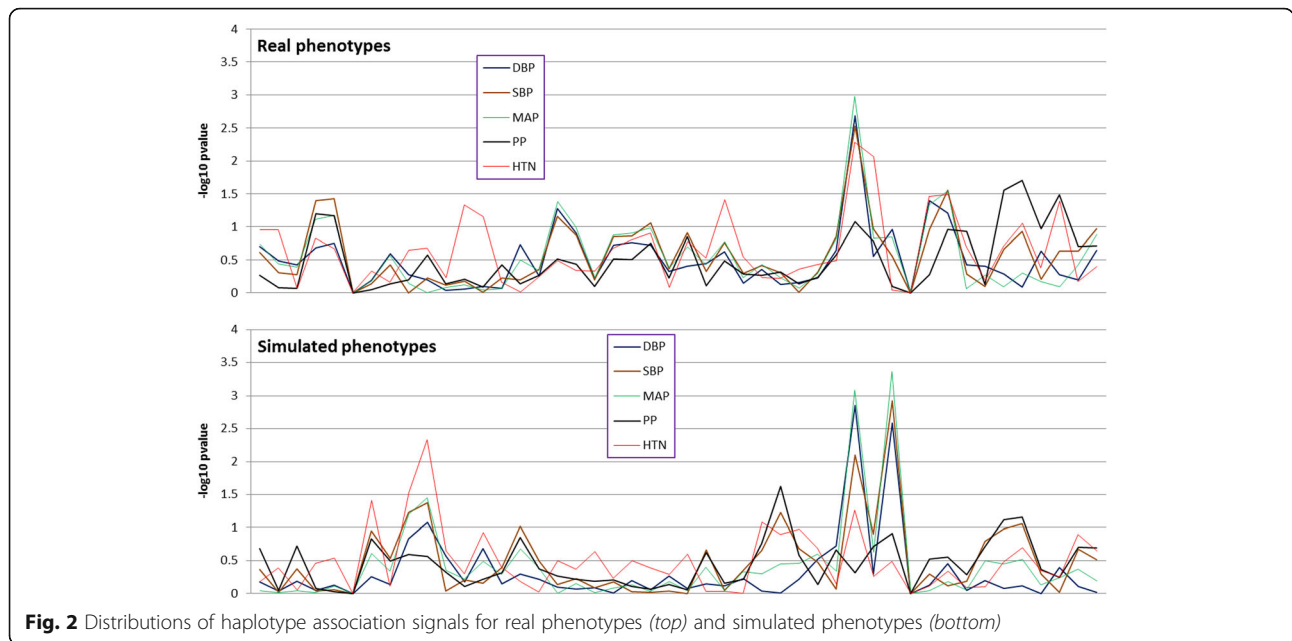 Real phenotypes
-log10 pvalue
4
3.5
3
2.5
2
1.5
1
0.5
0
DBP
SBP
MAP
PP
HTN
Simulated phenotypes
-log10 pvalue
4
3.5
3
2.5
2
1.5
1
0.5
0
DBP
SBP
MAP
PP
HTN
Fig. 2 Distributions of haplotype association signals for real phenotypes (top) and simulated phenotypes (bottom)